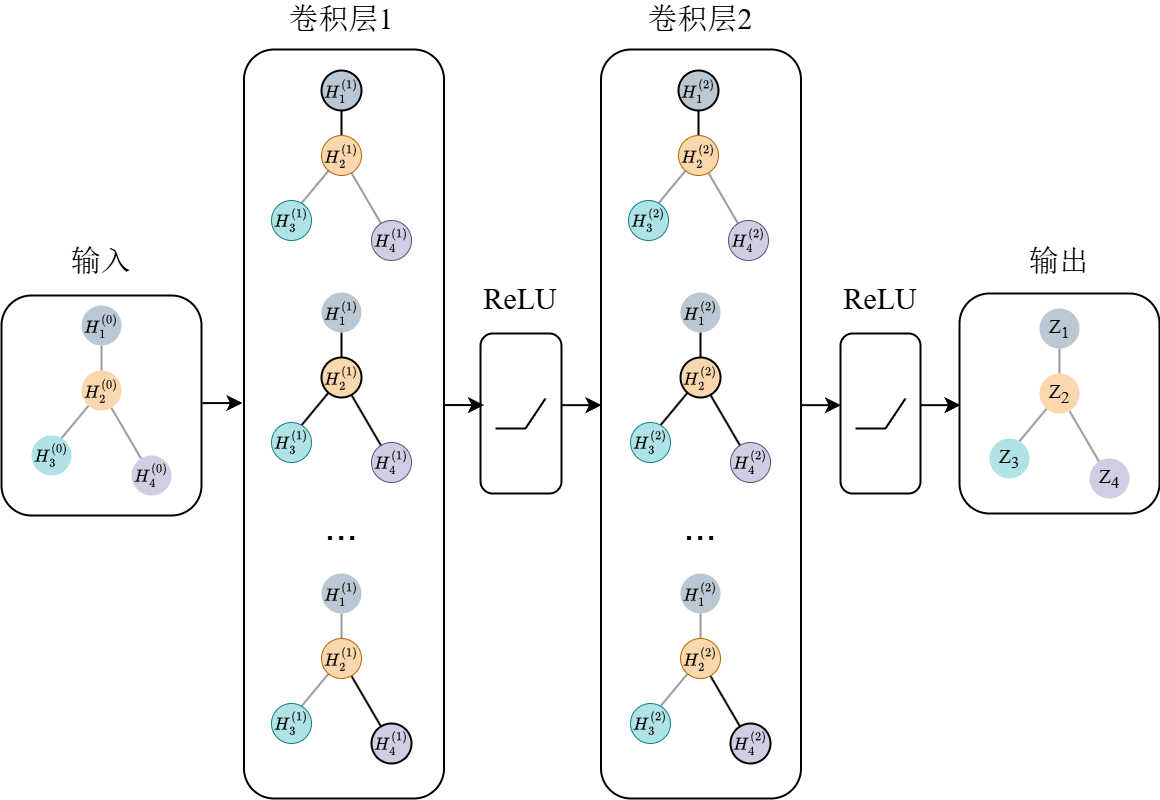 输入
H₁⁽⁰⁾
H₂⁽⁰⁾
H₃⁽⁰⁾
H₄⁽⁰⁾
卷积层1
H₁⁽¹⁾
H₂⁽¹⁾
H₃⁽¹⁾
H₄⁽¹⁾
H₁⁽¹⁾
H₂⁽¹⁾
H₃⁽¹⁾
H₄⁽¹⁾
...
H₁⁽¹⁾
H₂⁽¹⁾
H₃⁽¹⁾
H₄⁽¹⁾
ReLU
卷积层2
H₁⁽²⁾
H₂⁽²⁾
H₃⁽²⁾
H₄⁽²⁾
H₁⁽²⁾
H₂⁽²⁾
H₃⁽²⁾
H₄⁽²⁾
...
H₁⁽²⁾
H₂⁽²⁾
H₃⁽²⁾
H₄⁽²⁾
ReLU
输出
Z₁
Z₂
Z₃
Z₄